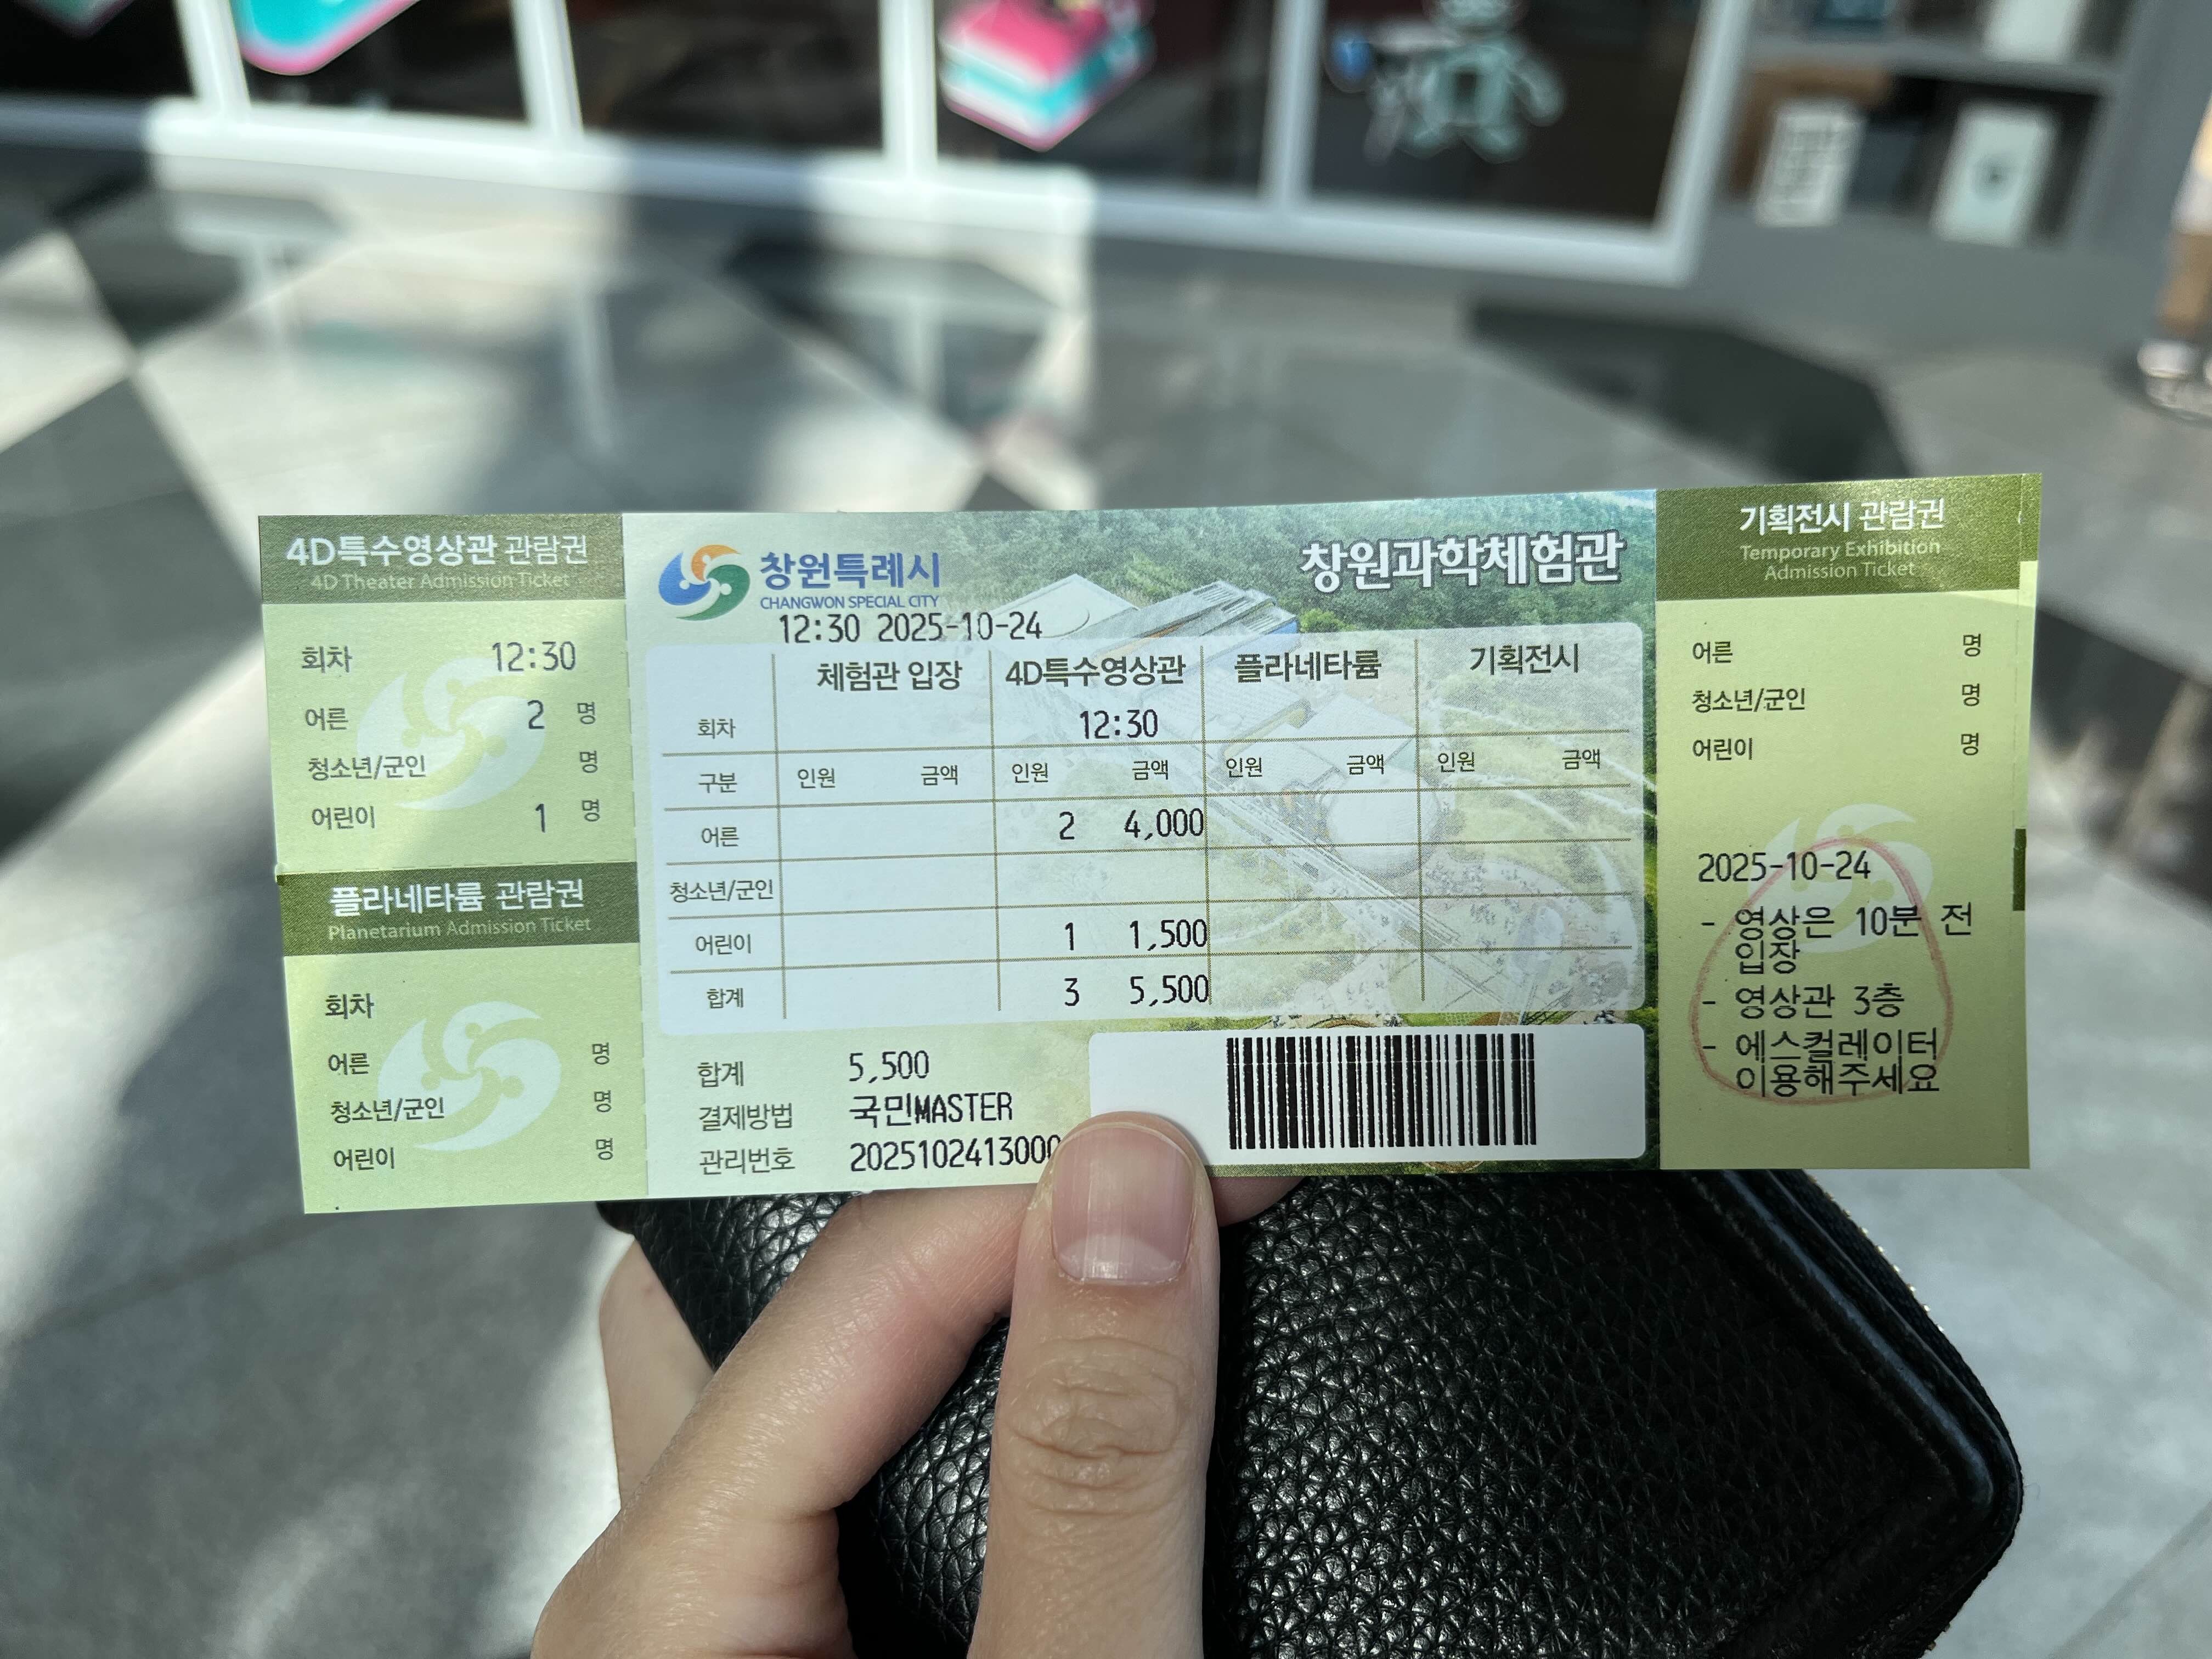 4D특수영상관 관람권
4D Theater Admission Ticket
회차 12:30
어른 2 명
청소년/군인 명
어린이 1 명
플라네타륨 관람권
Planetarium Admission Ticket
회차
어른 명
청소년/군인 명
어린이 명
창원특례시
CHANGWON SPECIAL CITY
창원과학체험관
12:30 2025-10-24
체험관 입장 4D특수영상관 플라네타륨 기획전시
회차 12:30
구분 인원 금액 인원 금액 인원 금액 인원 금액
어른 2 4,000
청소년/군인
어린이 1 1,500
합계 3 5,500
합계 5,500
결제방법 국민MASTER
관리번호 2025102413000
기획전시 관람권
Temporary Exhibition
Admission Ticket
어른 명
청소년/군인 명
어린이 명
2025-10-24
- 영상은 10분 전
입장
- 영상관 3층
- 에스컬레이터
이용해주세요